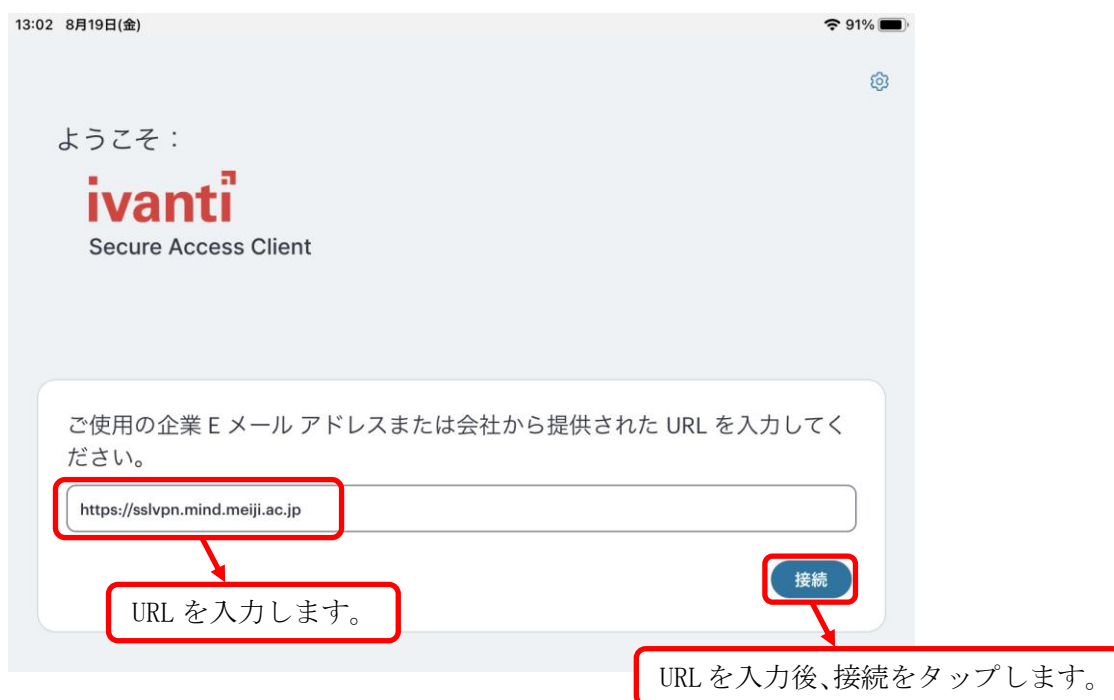 13:02 8月19日(金) 91%
ようこそ：
ivanti
Secure Access Client
ご使用の企業 E メール アドレスまたは会社から提供された URL を入力してく
ださい。
https://sslvpn.mind.meiji.ac.jp
接続
URL を入力します。
URL を入力後、接続をタップします。